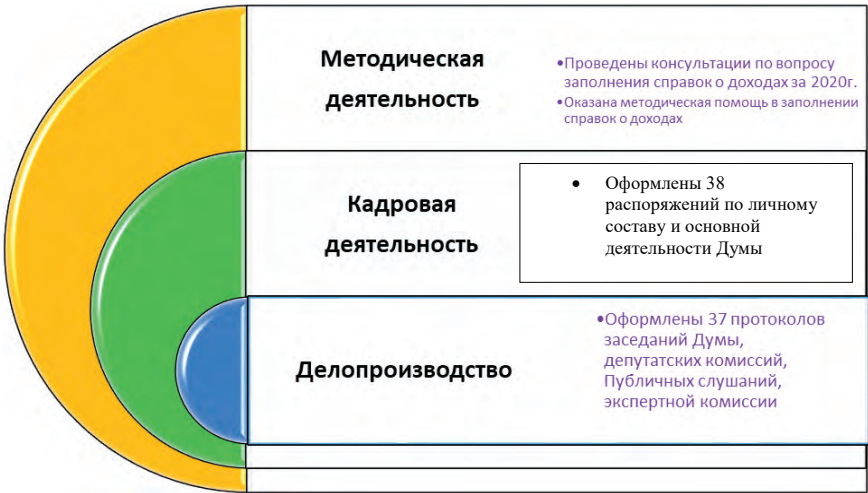 Методическая
деятельность
•Проведены консультации по вопросу
заполнения справок о доходах за 2020г.
•Оказана методическая помощь в заполнении
справок о доходах
Кадровая
деятельность
• Оформлены 38
распоряжений по личному
составу и основной
деятельности Думы
Делопроизводство
•Оформлены 37 протоколов
заседаний Думы,
депутатских комиссий,
Публичных слушаний,
экспертной комиссии